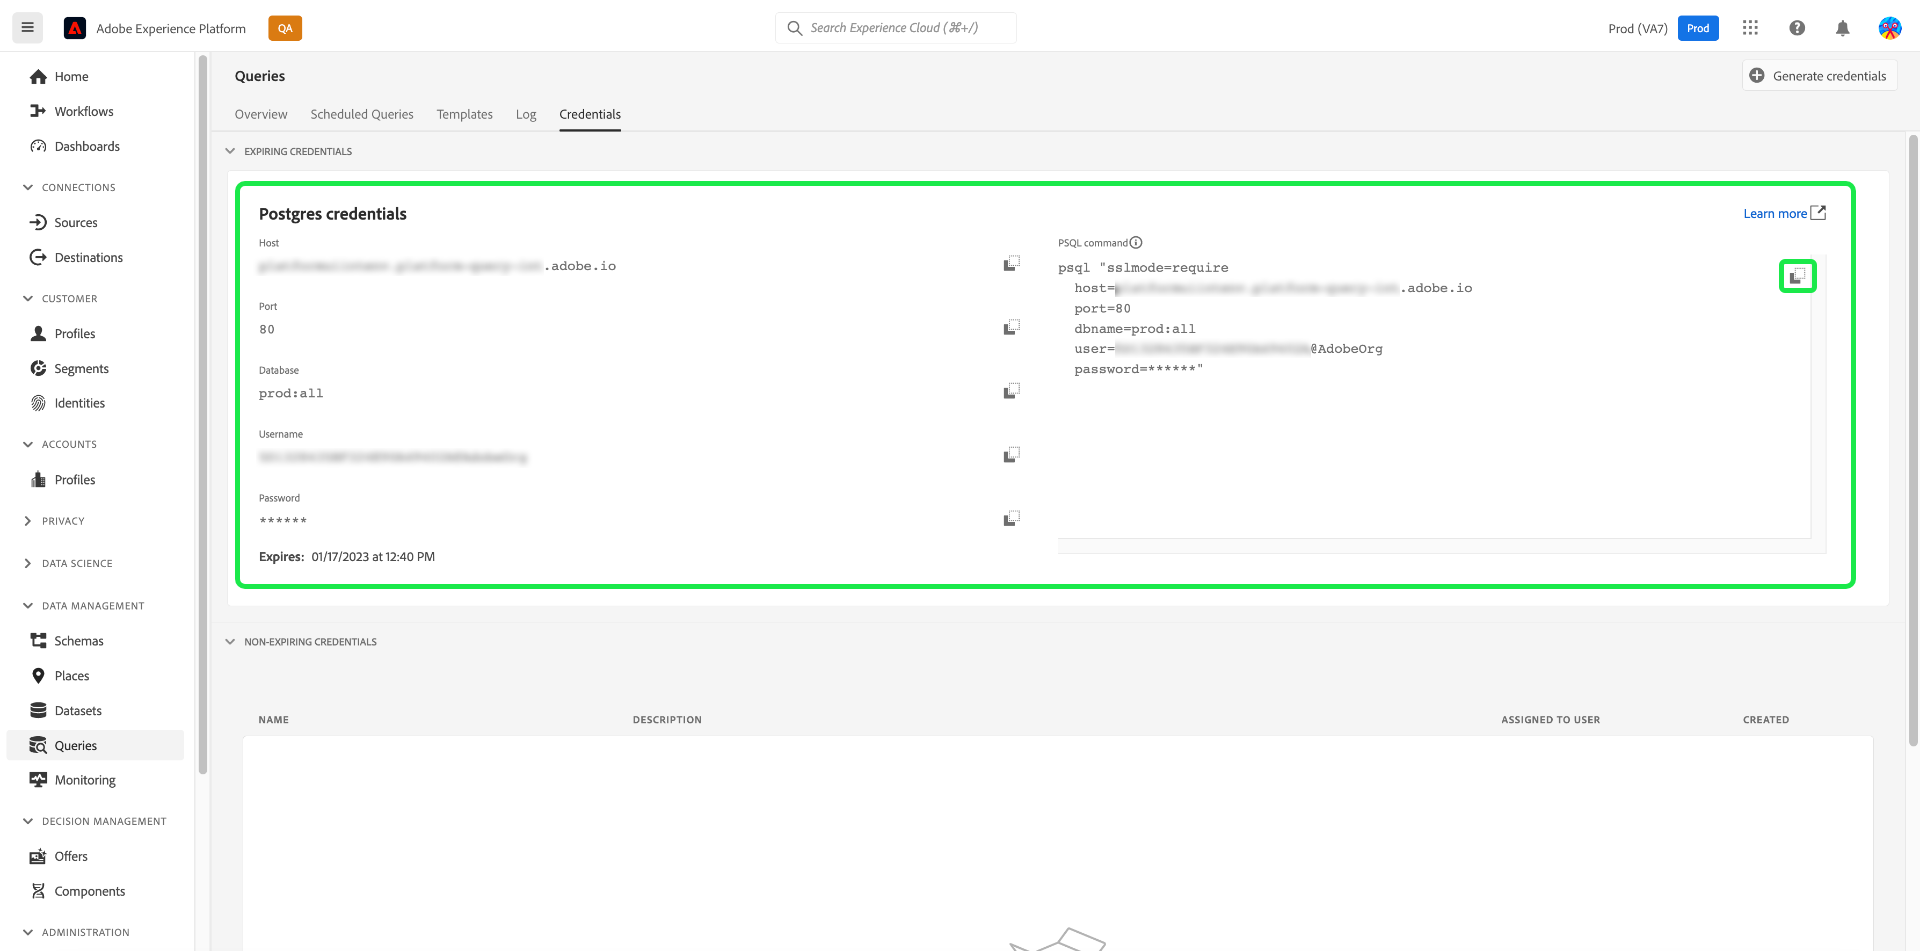 Adobe Experience Platform
QA
Search Experience Cloud (⌘+/)
Prod (VA7)
Prod
Home
Workflows
Dashboards
CONNECTIONS
Sources
Destinations
CUSTOMER
Profiles
Segments
Identities
ACCOUNTS
Profiles
PRIVACY
DATA SCIENCE
DATA MANAGEMENT
Schemas
Places
Datasets
Queries
Monitoring
DECISION MANAGEMENT
Offers
Components
ADMINISTRATION
Queries
Generate credentials
Overview
Scheduled Queries
Templates
Log
Credentials
EXPIRING CREDENTIALS
Postgres credentials
Learn more
Host
.adobe.io
Port
80
Database
prod:all
Username
Password
******
Expires: 01/17/2023 at 12:40 PM
PSQL command
psql "sslmode=require
host=.adobe.io
port=80
dbname=prod:all
user=@AdobeOrg
password=******"
NON-EXPIRING CREDENTIALS
NAME
DESCRIPTION
ASSIGNED TO USER
CREATED